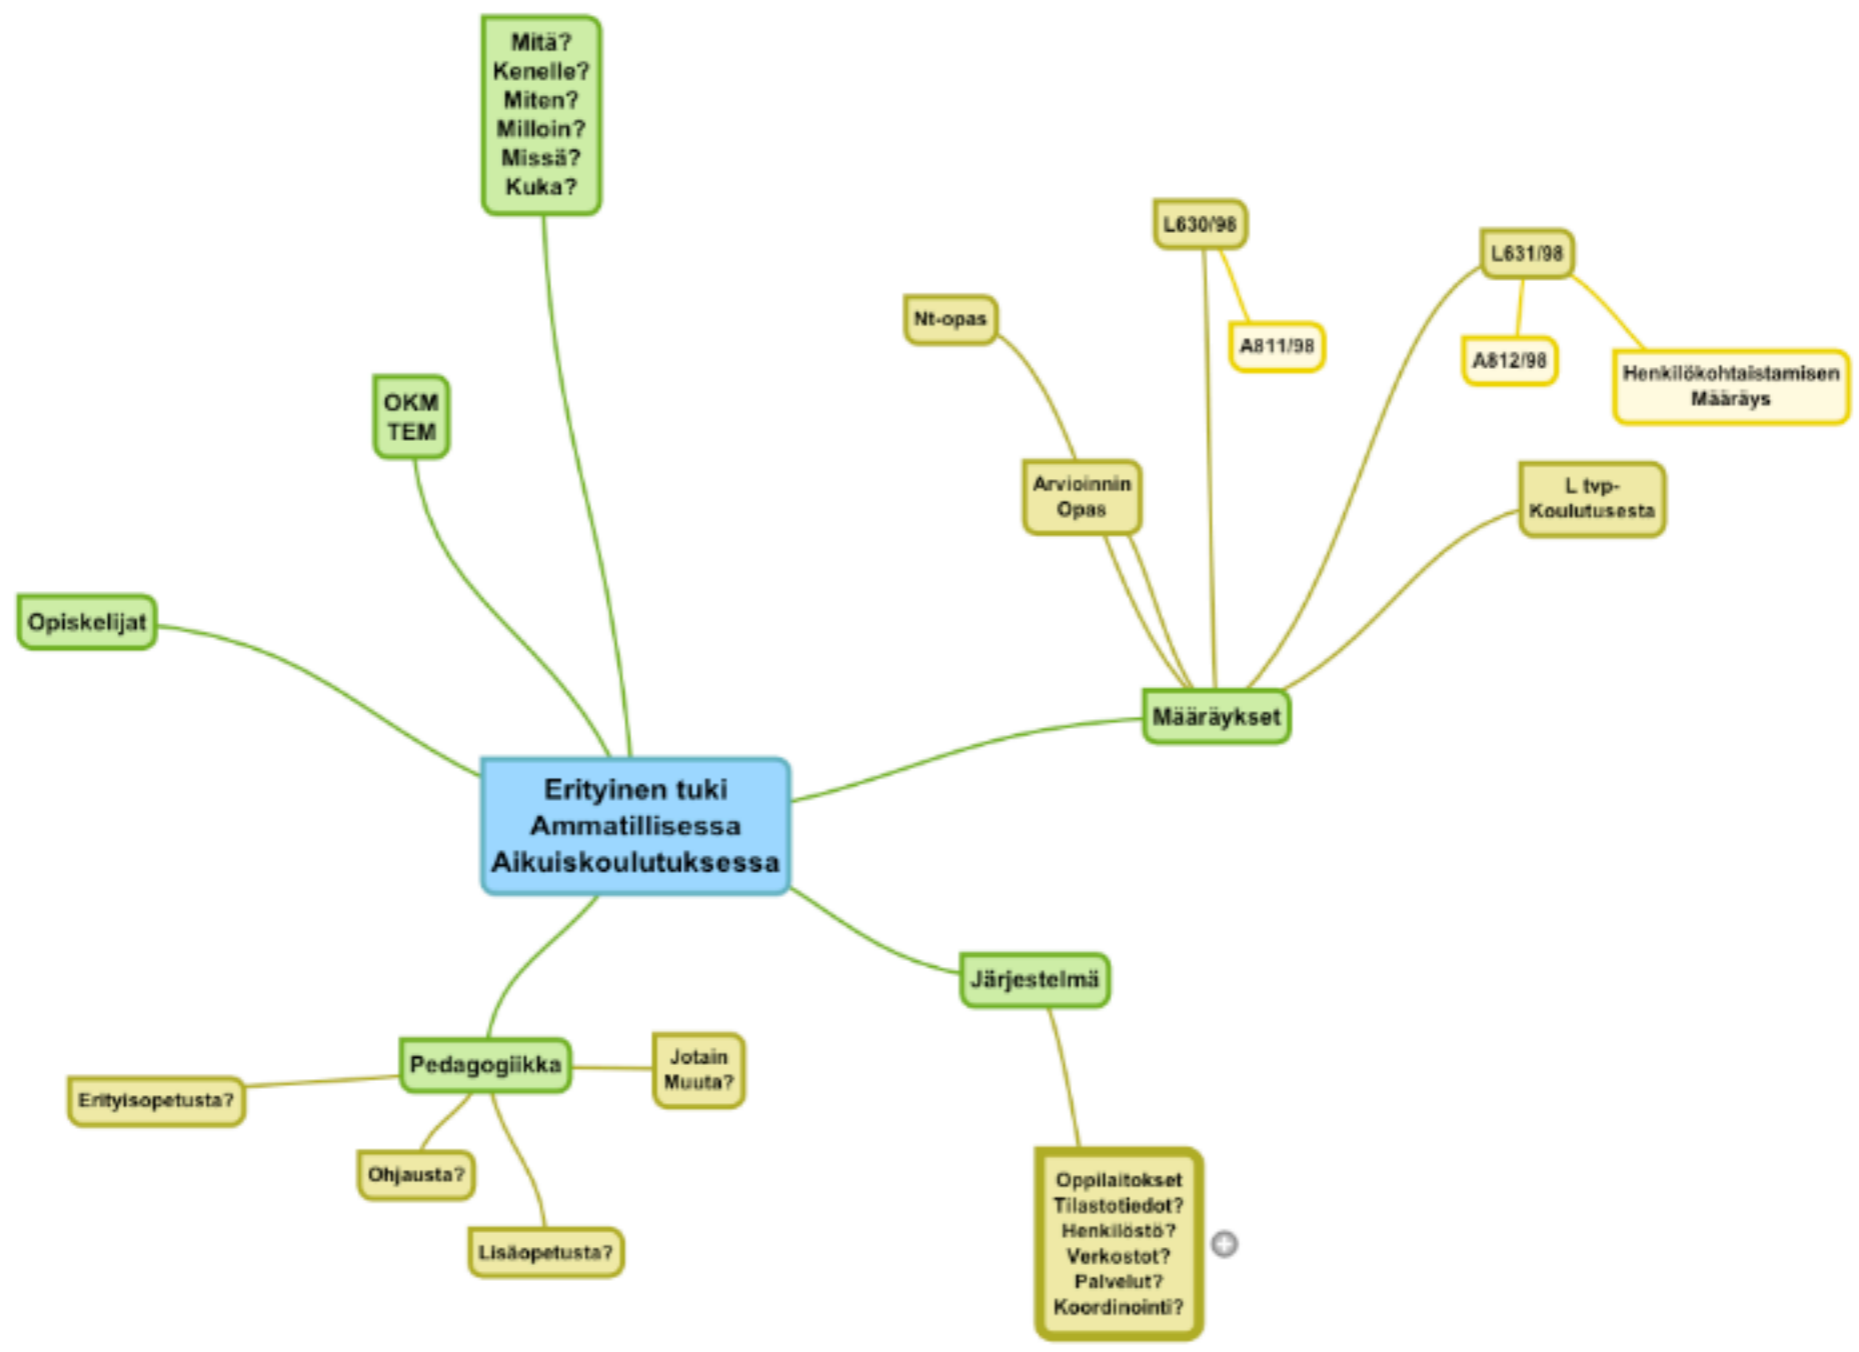 Mitä?
Kenelle?
Miten?
Milloin?
Missä?
Kuka?
L630/98
L631/98
Nt-opas
A811/98
A812/98
Henkilökohtaistamisen
Määräys
OKM
TEM
Arvioinnin
Opas
L tvp-
Koulutusesta
Opiskelijat
Määräykset
Erityinen tuki
Ammatillisessa
Aikuiskoulutuksessa
Järjestelmä
Pedagogiikka
Jotain
Muuta?
Erityisopetusta?
Ohjausta?
Lisäopetusta?
Oppilaitokset
Tilastotiedot?
Henkilöstö?
Verkostot?
Palvelut?
Koordinointi?